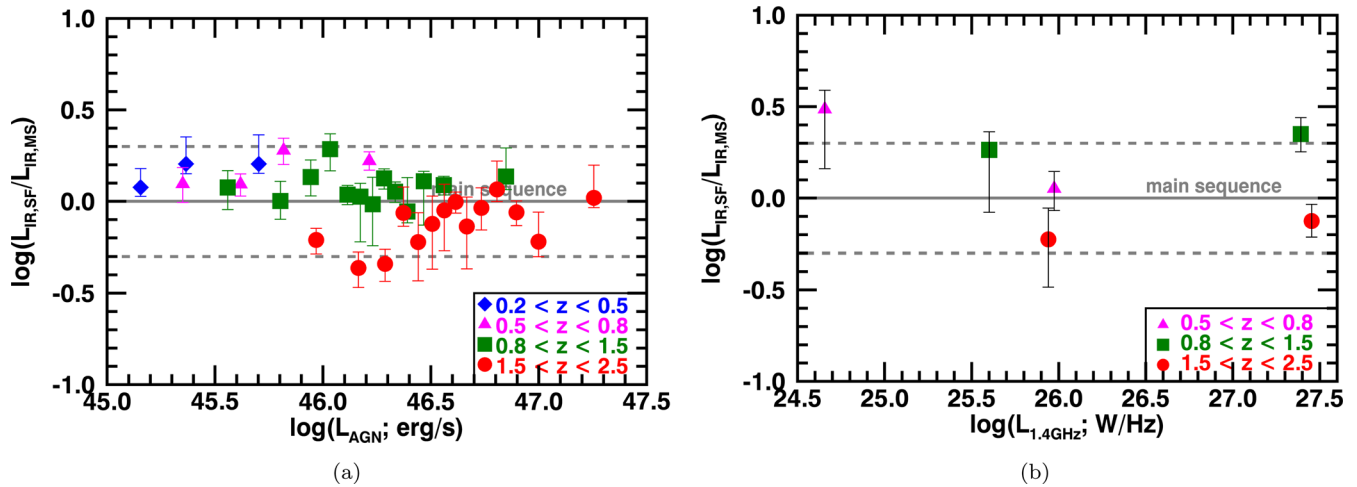 1.0
0.5
0.0
-0.5
-1.0
log(L_IR,SF/L_IR,MS)
main sequence
0.2 < z < 0.5
0.5 < z < 0.8
0.8 < z < 1.5
1.5 < z < 2.5
45.0 45.5 46.0 46.5 47.0 47.5
log(L_AGN; erg/s)
(a)
1.0
0.5
0.0
-0.5
-1.0
log(L_IR,SF/L_IR,MS)
main sequence
0.5 < z < 0.8
0.8 < z < 1.5
1.5 < z < 2.5
24.5 25.0 25.5 26.0 26.5 27.0 27.5
log(L_1.4GHz; W/Hz)
(b)